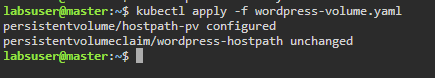 labsuser@master:~$ kubectl apply -f wordpress-volume.yaml
persistentvolume/hostpath-pv configured
persistentvolumeclaim/wordpress-hostpath unchanged
labsuser@master:~$